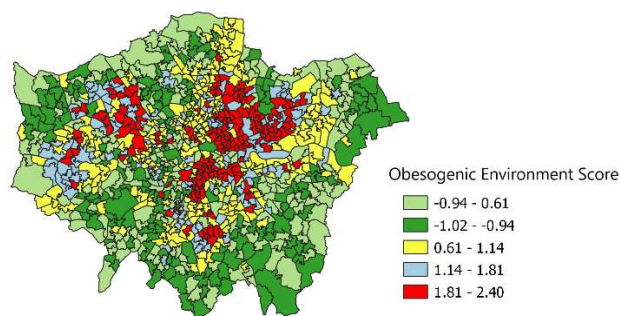 Obesogenic Environment Score
-0.94 - 0.61
-1.02 - -0.94
0.61 - 1.14
1.14 - 1.81
1.81 - 2.40